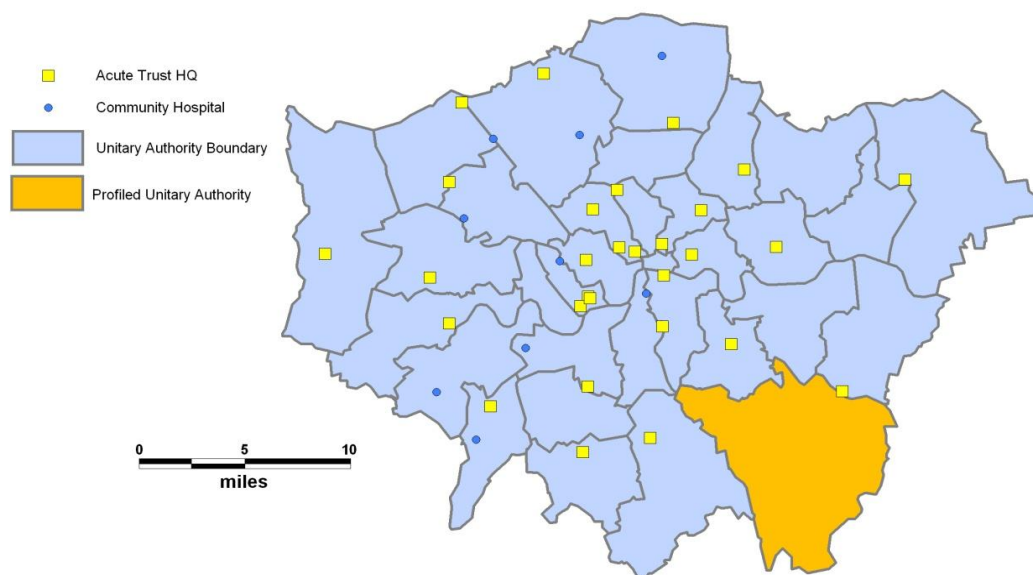 Acute Trust HQ
Community Hospital
Unitary Authority Boundary
Profiled Unitary Authority
0 5 10
miles